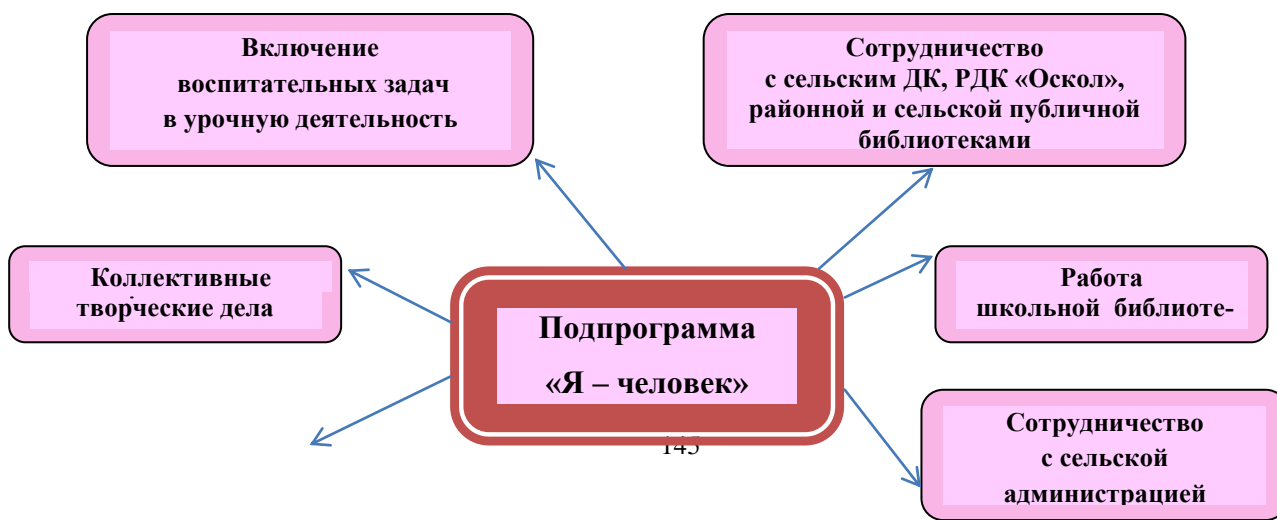 Включение
воспитательных задач
в урочную деятельность
Сотрудничество
с сельским ДК, РДК «Оскол»,
районной и сельской публичной
библиотеками
Коллективные
творческие дела
Работа
школьной библиоте-
Подпрограмма
«Я – человек»
145
Сотрудничество
с сельской
администрацией